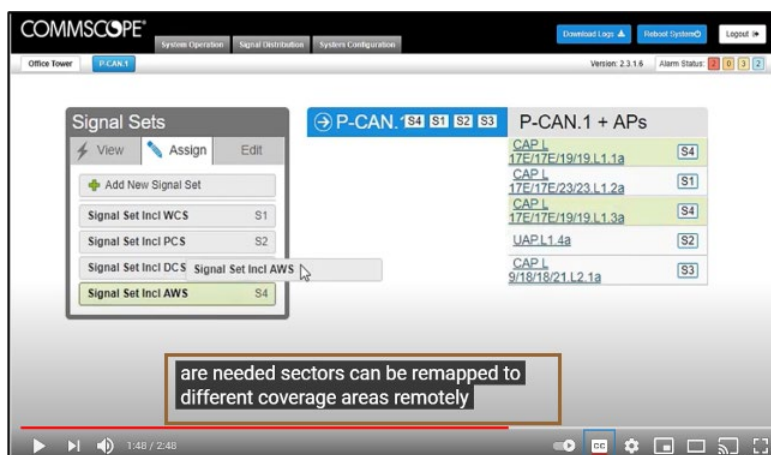 COMMSCOPE®
System Operation Signal Distribution System Configuration
Download Logs Reboot System Logout
Office Tower P-CAN.1 Version: 2.3.1.6 Alarm Status: 2 0 3 2
Signal Sets
View Assign Edit
Add New Signal Set
Signal Set Incl WCS S1
Signal Set Incl PCS S2
Signal Set Incl DCS
Signal Set Incl AWS
Signal Set Incl AWS S4
P-CAN.1 S4 S1 S2 S3
P-CAN.1 + APs
CAP L
17E/17E/19/19.L1.1a S4
CAP L
17E/17E/23/23.L1.2a S1
CAP L
17E/17E/19/19.L1.3a S4
UAP.L1.4a S2
CAP L
9/18/18/21.L2.1a S3
are needed sectors can be remapped to
different coverage areas remotely
1:48 / 2:48
CC